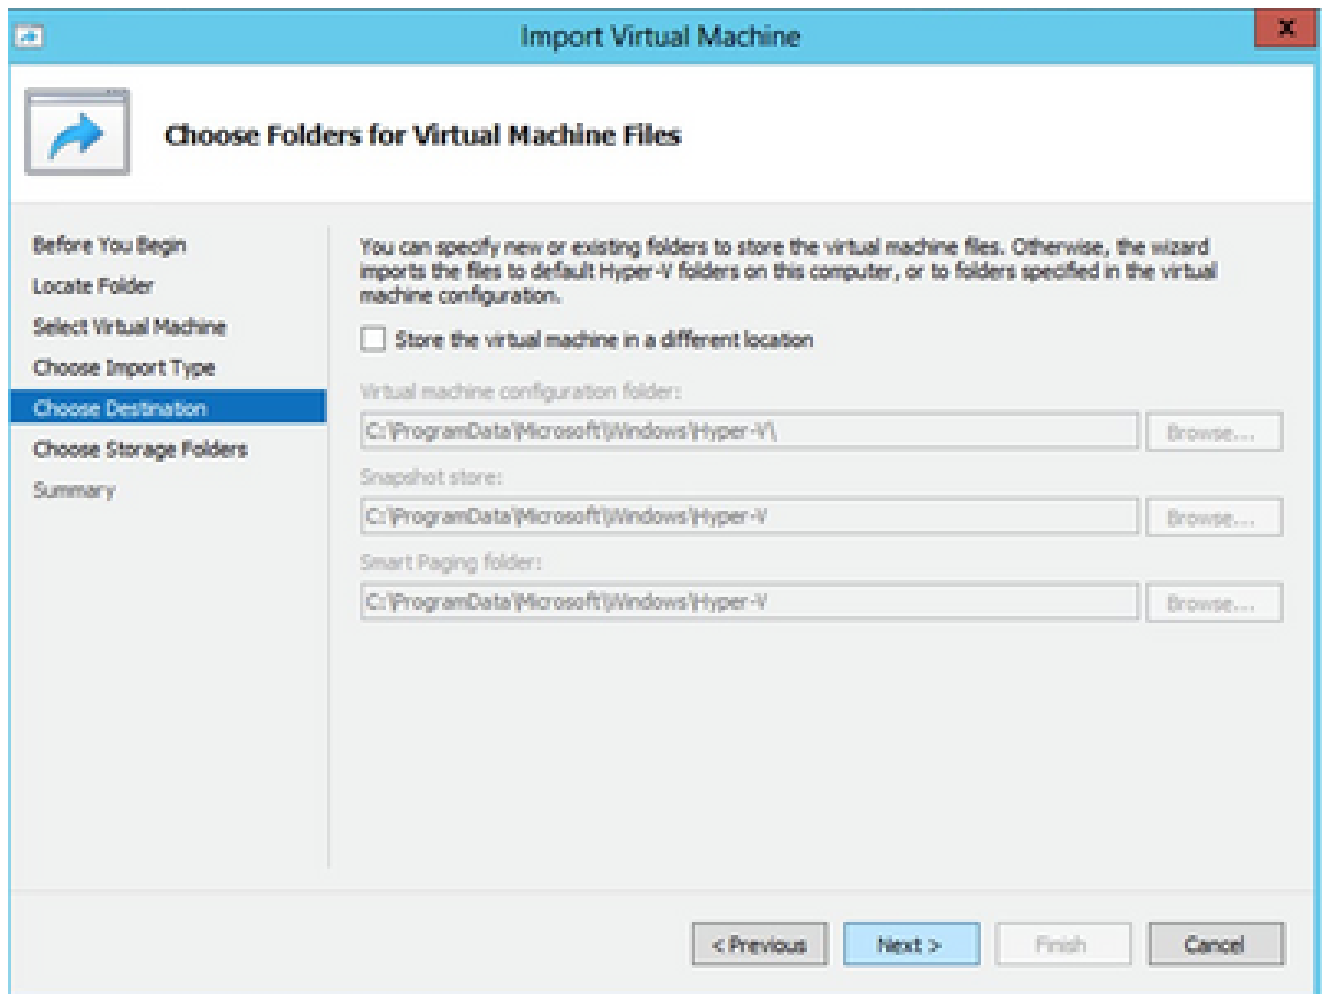 Import Virtual Machine
X
Choose Folders for Virtual Machine Files
Before You Begin
Locate Folder
Select Virtual Machine
Choose Import Type
Choose Destination
Choose Storage Folders
Summary
You can specify new or existing folders to store the virtual machine files. Otherwise, the wizard
imports the files to default Hyper-V folders on this computer, or to folders specified in the virtual
machine configuration.
Store the virtual machine in a different location
Virtual machine configuration folder:
C:\ProgramData\Microsoft\Windows\Hyper-V\
Browse...
Snapshot store:
C:\ProgramData\Microsoft\Windows\Hyper-V
Browse...
Smart Paging folder:
C:\ProgramData\Microsoft\Windows\Hyper-V
Browse...
< Previous
Next >
Finish
Cancel